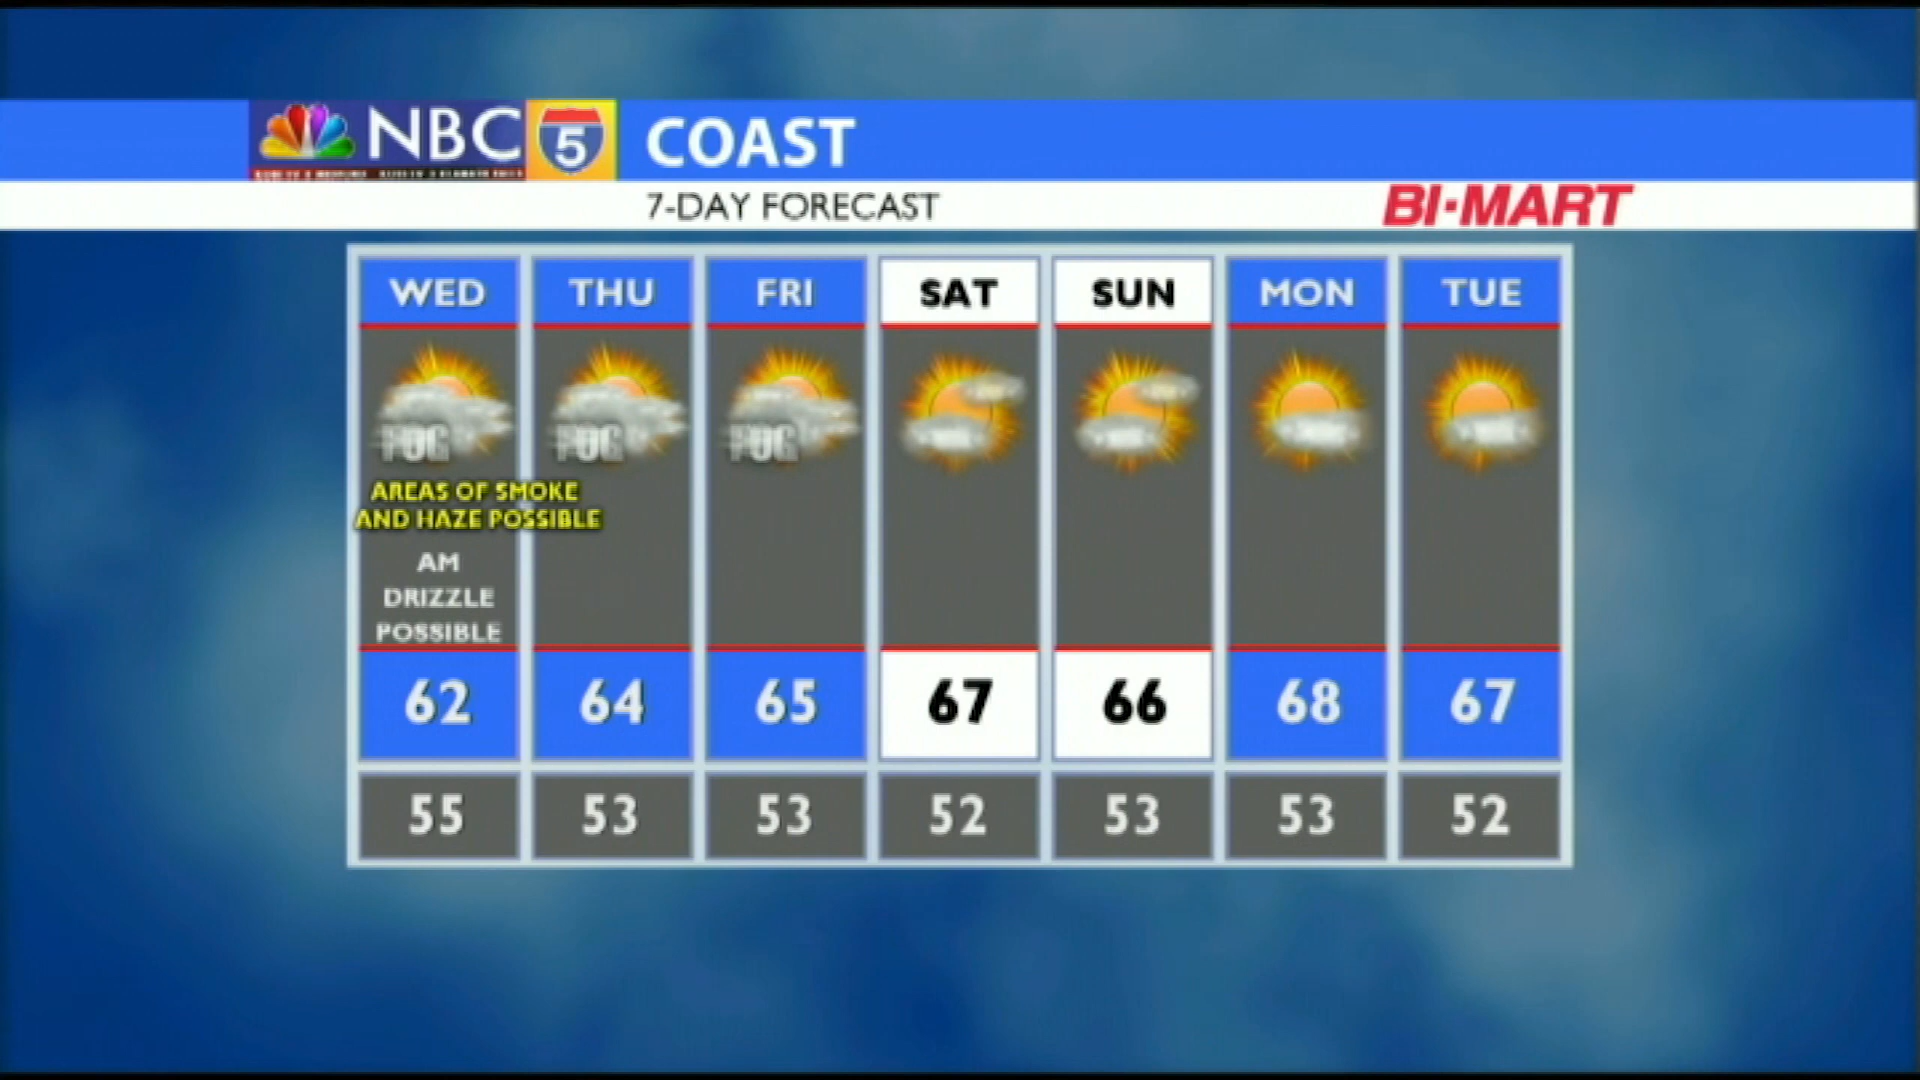 NBC 5 COAST
7-DAY FORECAST
BI·MART
WED THU FRI SAT SUN MON TUE
FOG FOG FOG
AREAS OF SMOKE
AND HAZE POSSIBLE
AM
DRIZZLE
POSSIBLE
62 64 65 67 66 68 67
55 53 53 52 53 53 52